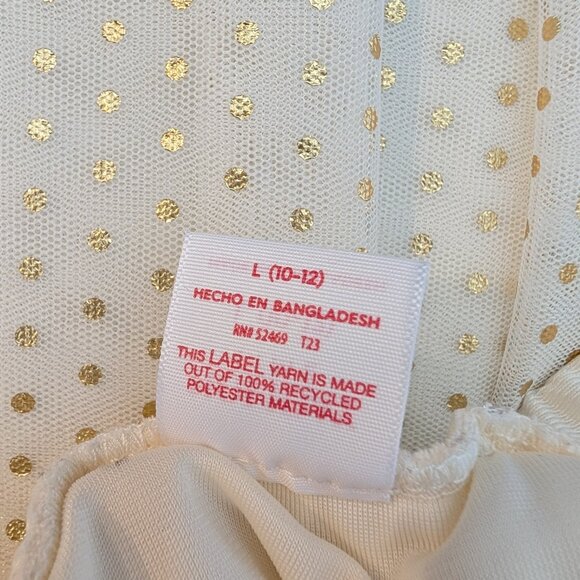 L (10-12)
HECHO EN BANGLADESH
RN# 52469 T23
THIS LABEL YARN IS MADE
OUT OF 100% RECYCLED
POLYESTER MATERIALS